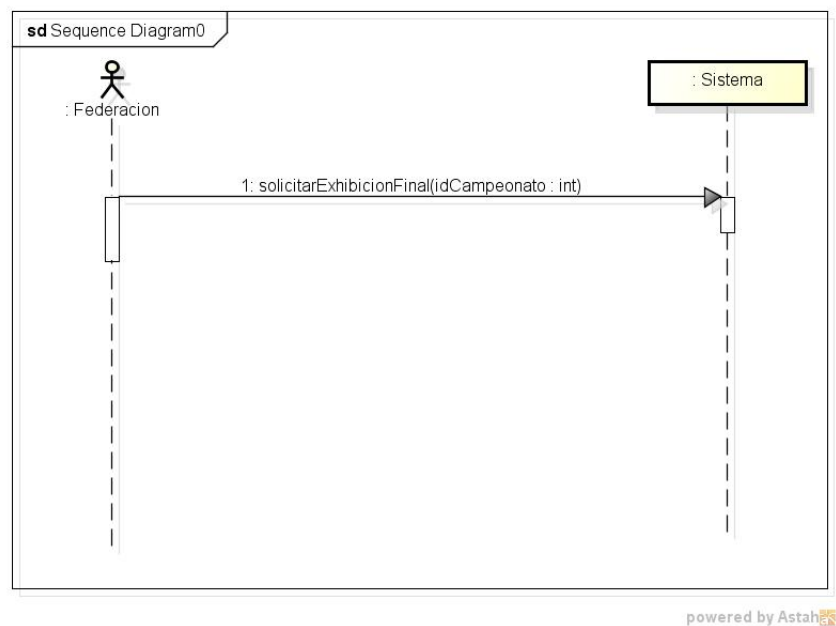 sd Sequence Diagram0
: Federacion
: Sistema
1: solicitarExhibicionFinal(idCampeonato : int)
powered by Astah